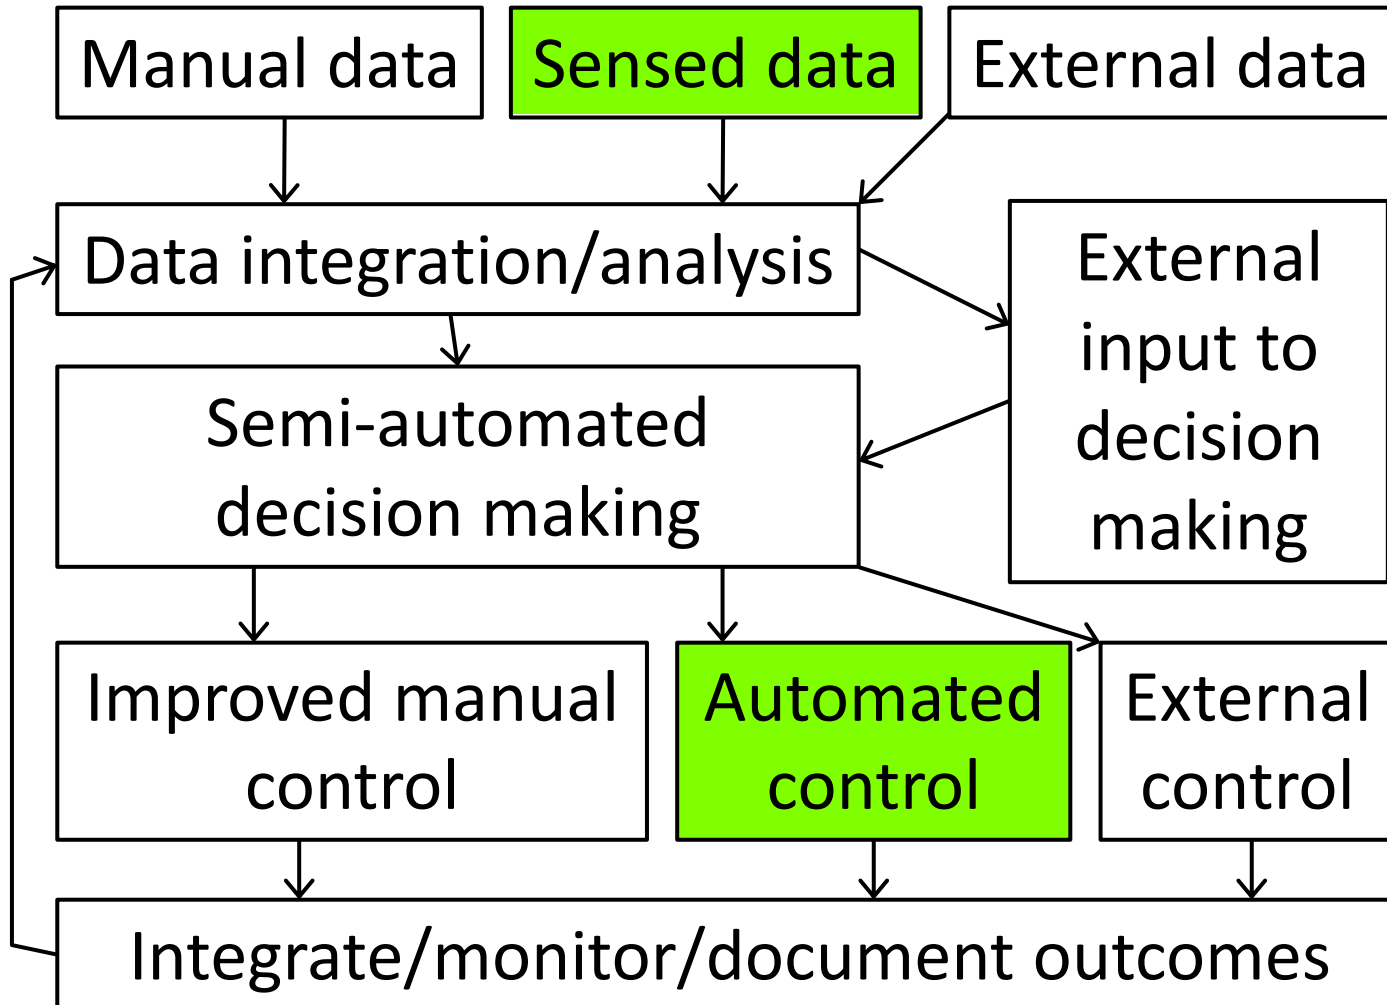 Manual data
Sensed data
External data
Data integration/analysis
External
input to
decision
making
Semi-automated
decision making
Improved manual
control
Automated
control
External
control
Integrate/monitor/document outcomes